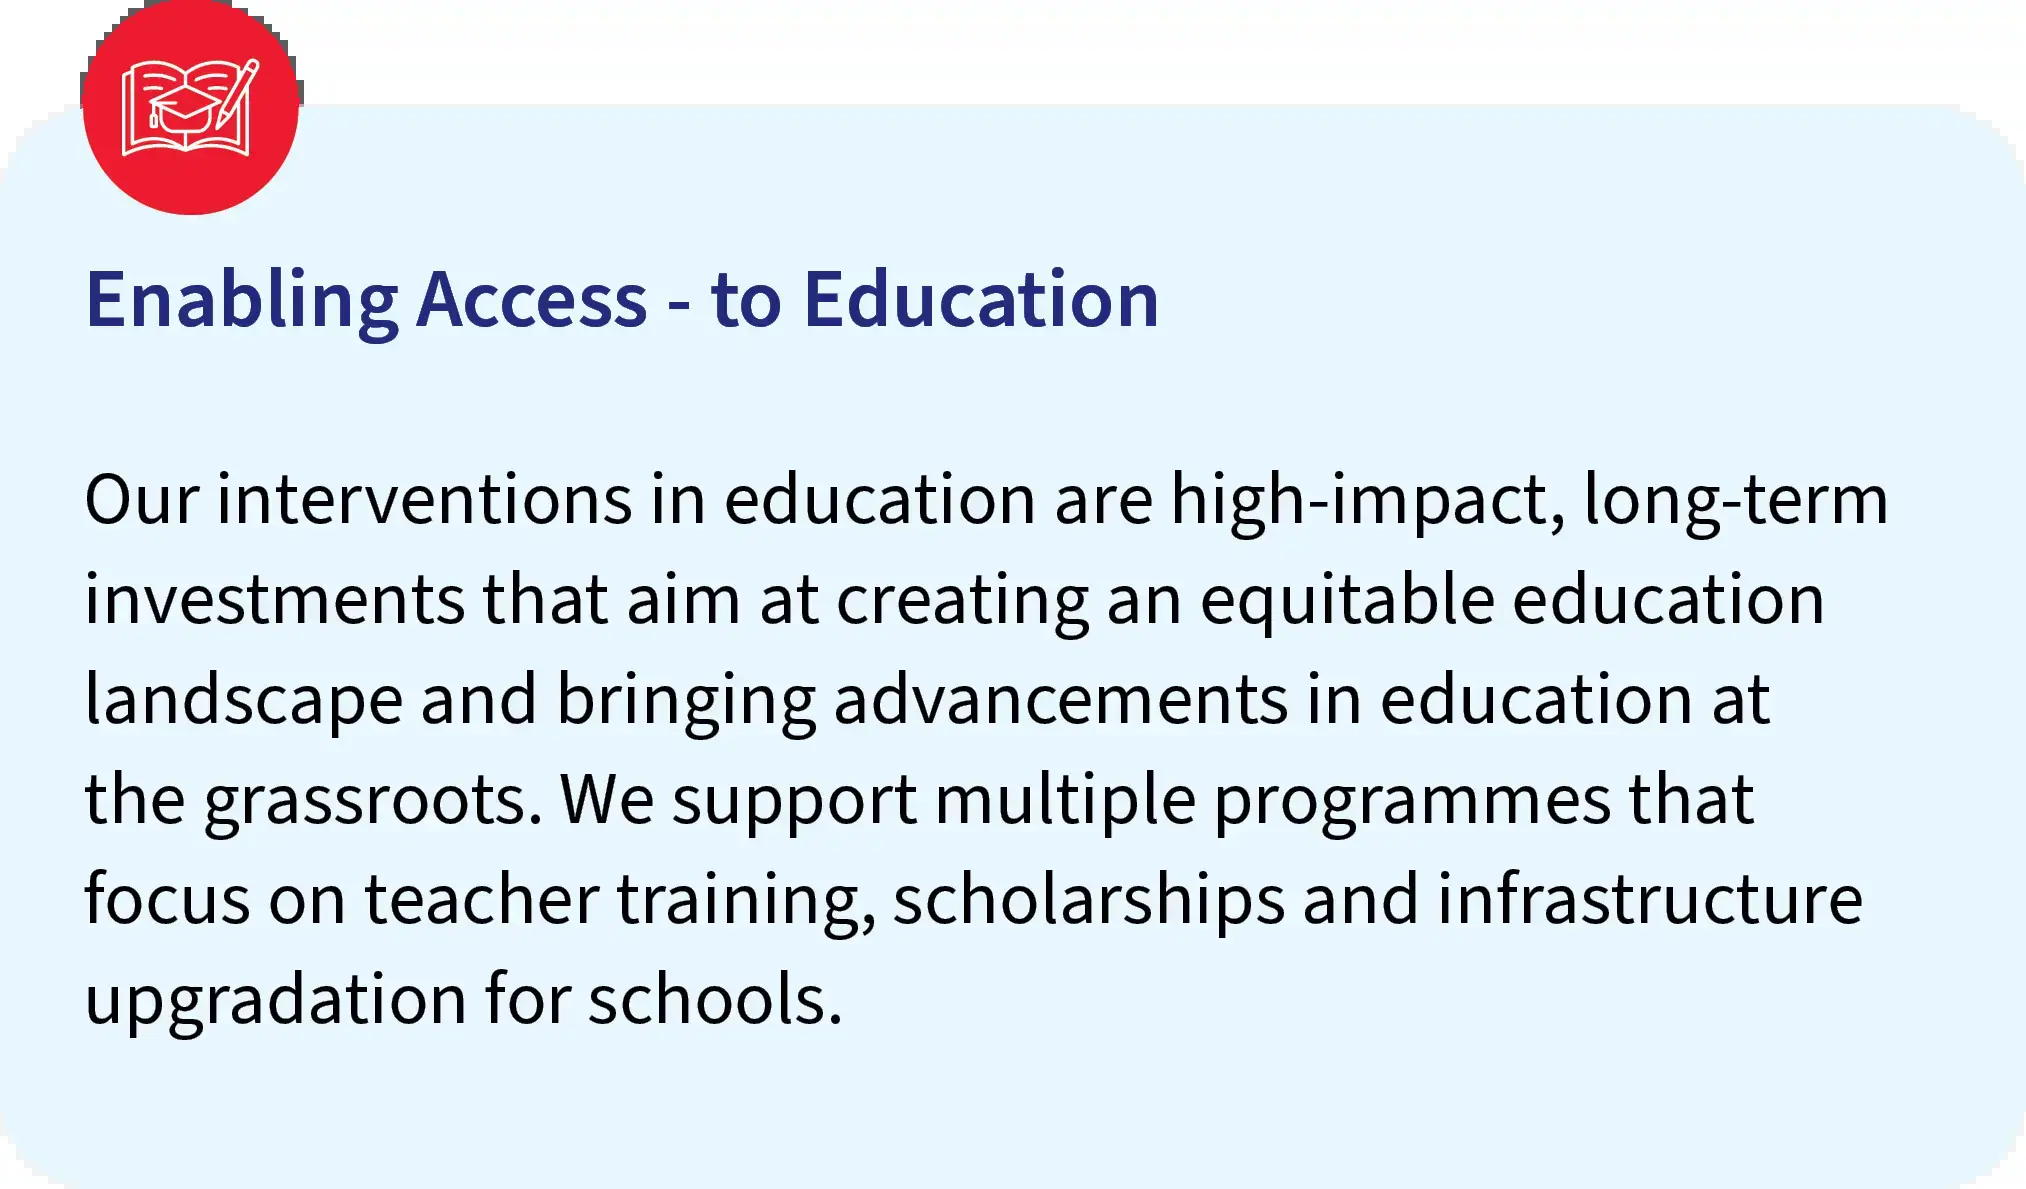 Enabling Access - to Education
Our interventions in education are high-impact, long-term
investments that aim at creating an equitable education
landscape and bringing advancements in education at
the grassroots. We support multiple programmes that
focus on teacher training, scholarships and infrastructure
upgradation for schools.